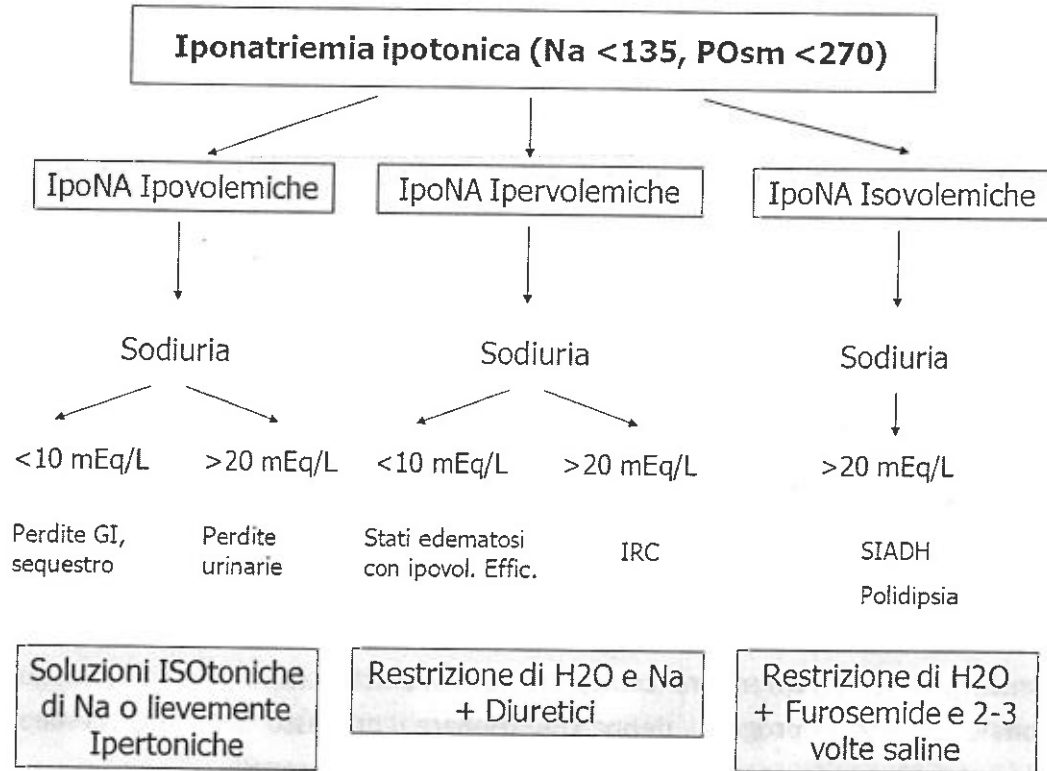 Iponatriemia ipotonica (Na <135, POsm <270)
IpoNA Ipovolemiche
IpoNA Ipervolemiche
IpoNA Isovolemiche
Sodiuria
Sodiuria
Sodiuria
<10 mEq/L
>20 mEq/L
<10 mEq/L
>20 mEq/L
>20 mEq/L
Perdite GI,
sequestro
Perdite
urinarie
Stati edematosi
con ipovol. Effic.
IRC
SIADH
Polidipsia
Soluzioni ISOtoniche
di Na o lievemente
Ipertoniche
Restrizione di H2O e Na
+ Diuretici
Restrizione di H2O
+ Furosemide e 2-3
volte saline